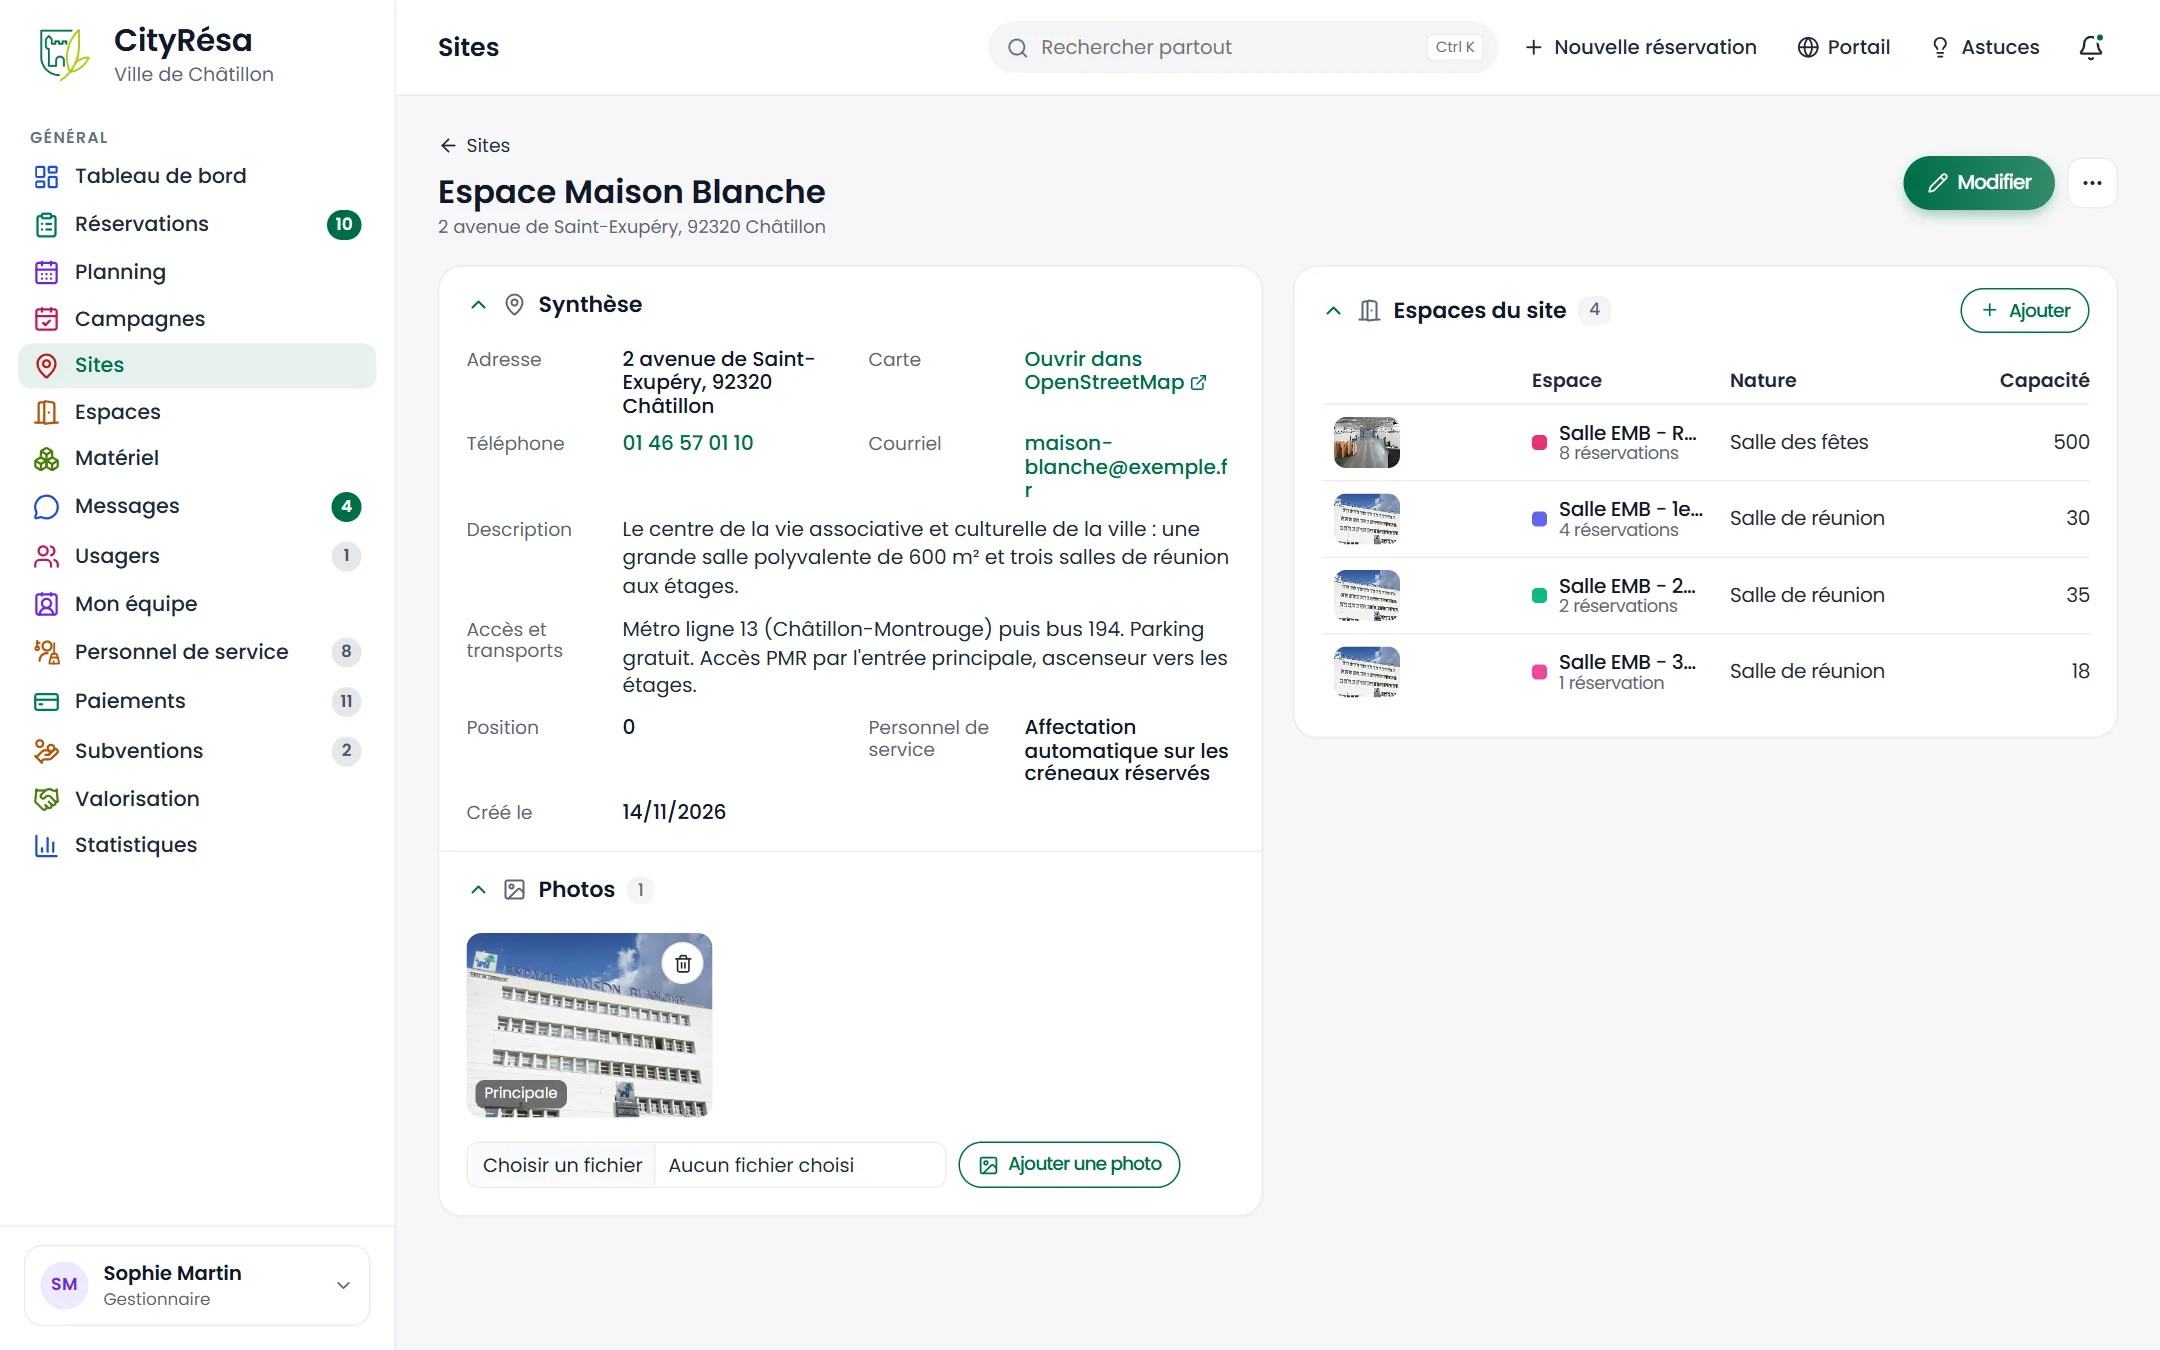 CityRésa
Ville de Châtillon
GÉNÉRAL
Tableau de bord
Réservations 10
Planning
Campagnes
Sites
Espaces
Matériel
Messages 4
Usagers 1
Mon équipe
Personnel de service 8
Paiements 11
Subventions 2
Valorisation
Statistiques
SM
Sophie Martin
Gestionnaire
Sites
Rechercher partout Ctrl K
Nouvelle réservation
Portail
Astuces
Sites
Espace Maison Blanche
2 avenue de Saint-Exupéry, 92320 Châtillon
Modifier
Synthèse
Adresse
2 avenue de Saint-
Exupéry, 92320
Châtillon
Carte
Ouvrir dans
OpenStreetMap
Téléphone
01 46 57 01 10
Courriel
maison-
blanche@exemple.f
r
Description
Le centre de la vie associative et culturelle de la ville : une
grande salle polyvalente de 600 m² et trois salles de réunion
aux étages.
Accès et
transports
Métro ligne 13 (Châtillon-Montrouge) puis bus 194. Parking
gratuit. Accès PMR par l'entrée principale, ascenseur vers les
étages.
Position
0
Personnel de
service
Affectation
automatique sur les
créneaux réservés
Créé le
14/11/2026
Photos 1
ESPACE MAISON BLANCHE
Principale
Choisir un fichier Aucun fichier choisi
Ajouter une photo
Espaces du site 4
Ajouter
Espace Nature Capacité
Salle EMB - R...
8 réservations
Salle des fêtes
500
Salle EMB - 1e...
4 réservations
Salle de réunion
30
Salle EMB - 2...
2 réservations
Salle de réunion
35
Salle EMB - 3...
1 réservation
Salle de réunion
18